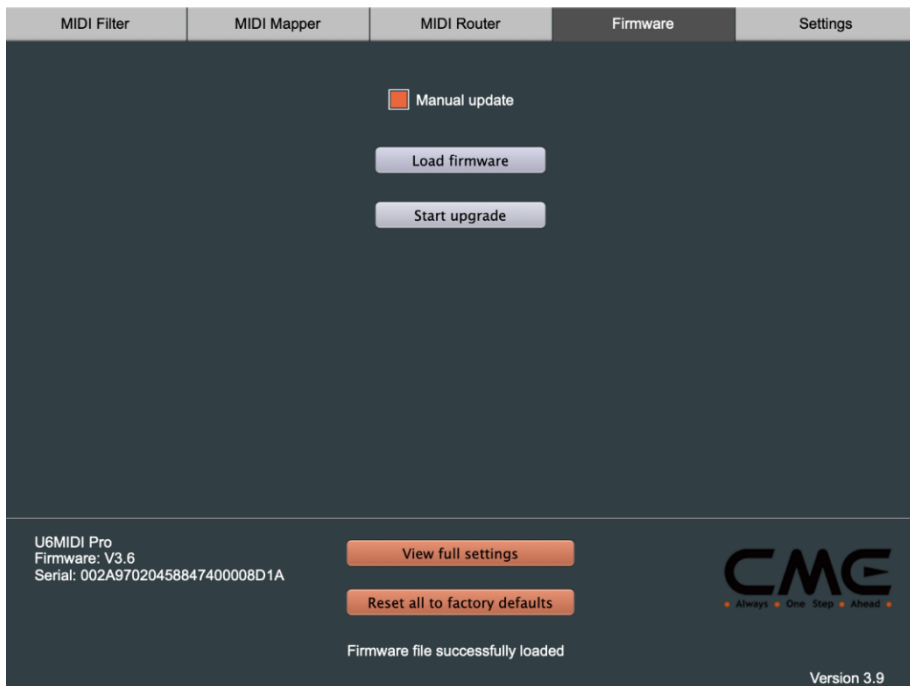 MIDI Filter MIDI Mapper MIDI Router Firmware Settings
Manual update
Load firmware
Start upgrade
U6MIDI Pro
Firmware: V3.6
Serial: 002A97020458847400008D1A
View full settings
Reset all to factory defaults
CME
Always One Step Ahead
Firmware file successfully loaded
Version 3.9